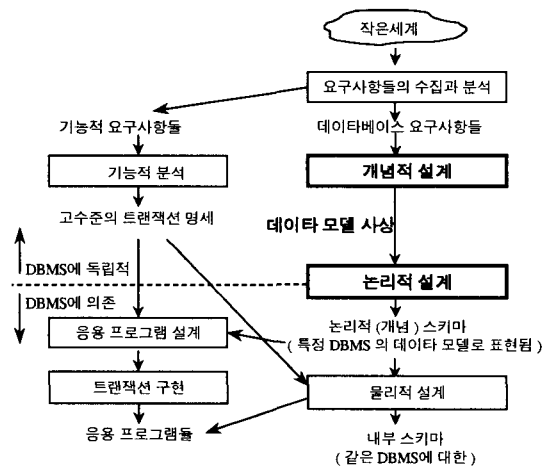 작은세계
요구사항들의 수집과 분석
기능적 요구사항들
데이타베이스 요구사항들
기능적 분석
개념적 설계
고수준의 트랜잭션 명세
데이타 모델 사상
DBMS에 독립적
논리적 설계
DBMS에 의존
응용 프로그램 설계
논리적 (개념) 스키마
( 특정 DBMS 의 데이타 모델로 표현됨 )
트랜잭션 구현
물리적 설계
응용 프로그램들
내부 스키마
( 같은 DBMS에 대한 )